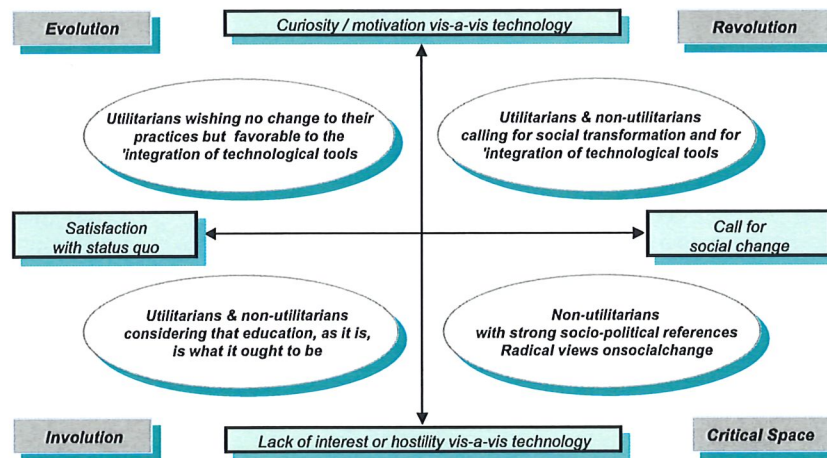 Evolution
Curiosity / motivation vis-a-vis technology
Revolution
Utilitarians wishing no change to their
practices but favorable to the
'integration of technological tools
Utilitarians & non-utilitarians
calling for social transformation and for
'integration of technological tools
Satisfaction
with status quo
Call for
social change
Utilitarians & non-utilitarians
considering that education, as it is,
is what it ought to be
Non-utilitarians
with strong socio-political references
Radical views onsocialchange
Involution
Lack of interest or hostility vis-a-vis technology
Critical Space